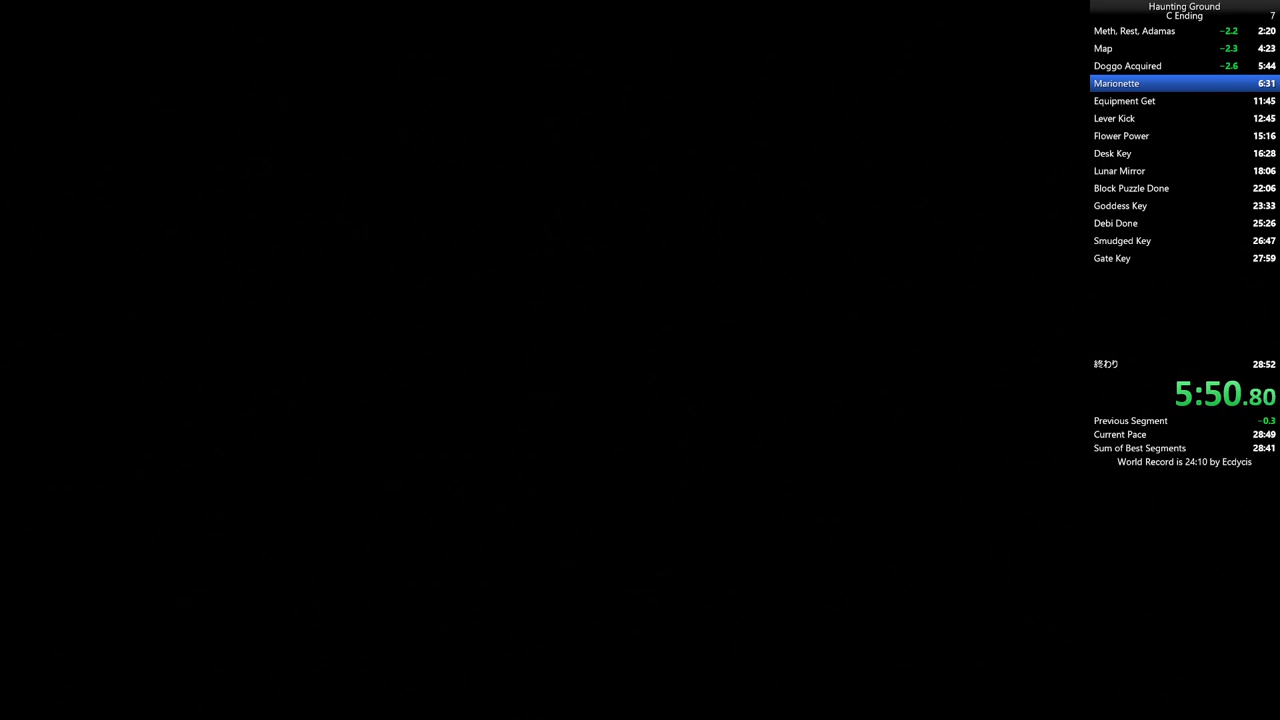 Haunting Ground
C Ending 7
Meth, Rest, Adamas −2.2 2:20
Map −2.3 4:23
Doggo Acquired −2.6 5:44
Marionette 6:31
Equipment Get 11:45
Lever Kick 12:45
Flower Power 15:16
Desk Key 16:28
Lunar Mirror 18:06
Block Puzzle Done 22:06
Goddess Key 23:33
Debi Done 25:26
Smudged Key 26:47
Gate Key 27:59
終わり 28:52
5:50.80
Previous Segment −0.3
Current Pace 28:49
Sum of Best Segments 28:41
World Record is 24:10 by Ecdycis